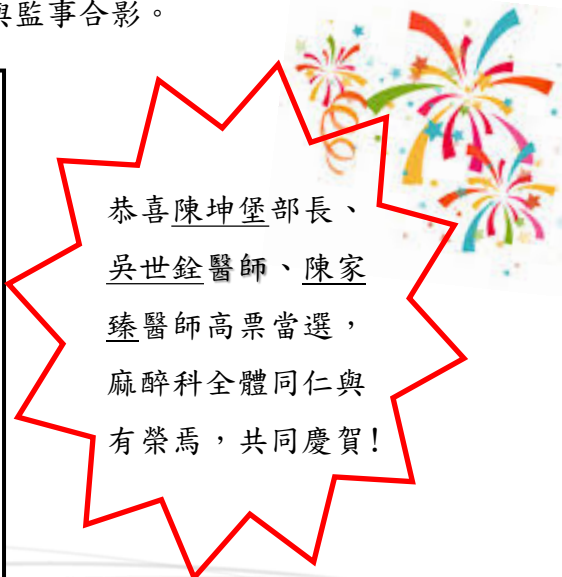 與監事合影。
恭喜陳坤堡部長、
吳世銓醫師、陳家
臻醫師高票當選，
麻醉科全體同仁與
有榮焉，共同慶賀!